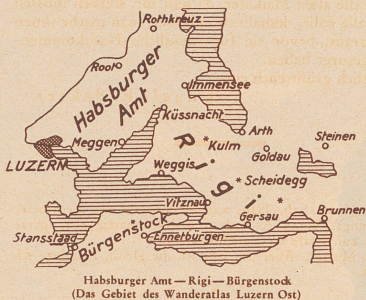 Rothkreuz
Root
Habsburger
Amt
Immensee
Küssnacht
Meggen
Arth
Steinen
Kulm
Goldau
LUZERN
Weggis
Rigi
Scheidegg
Vitznau
Gersau
Brunnen
Bürgenstock
Stansstaad
Ennetbürgen
Habsburger Amt — Rigi — Bürgenstock
(Das Gebiet des Wanderatlas Luzern Ost)